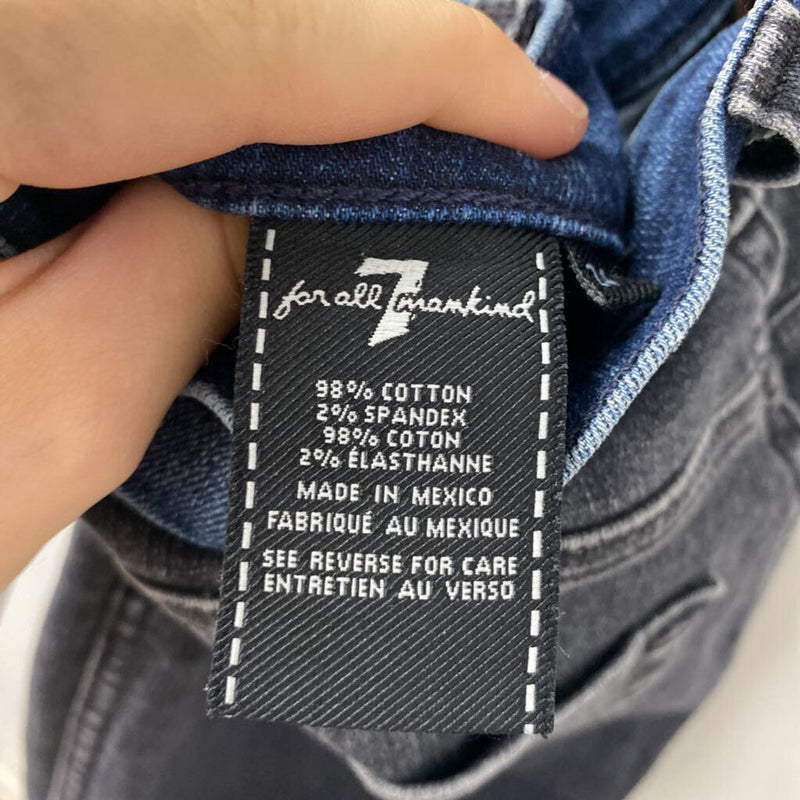 for all 7 mankind
98% COTTON
2% SPANDEX
98% COTON
2% ÉLASTHANNE
MADE IN MEXICO
FABRIQUÉ AU MEXIQUE
SEE REVERSE FOR CARE
ENTRETIEN AU VERSO